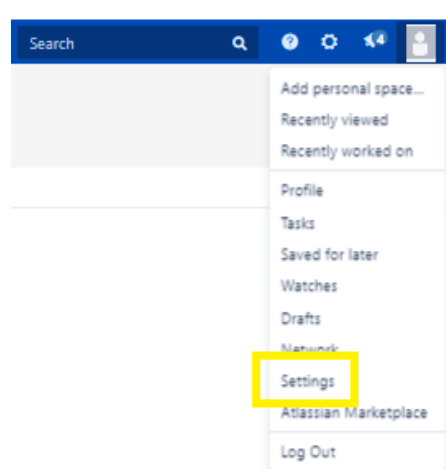 Search
4
Add personal space...
Recently viewed
Recently worked on
Profile
Tasks
Saved for later
Watches
Drafts
Network
Settings
Atlassian Marketplace
Log Out